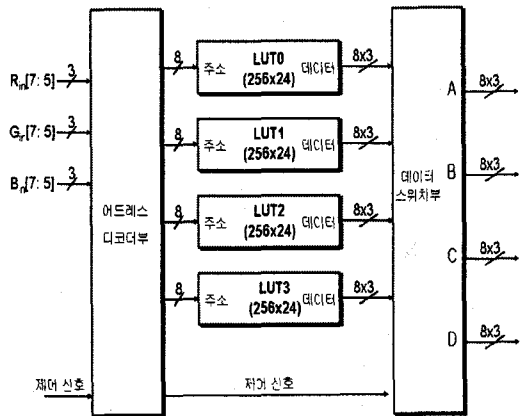 R_in[7: 5] 3
G_in[7: 5] 3
B_in[7: 5] 3
제어 신호
어드레스
디코더부
8 주소 LUT0 (256x24) 데이터 8x3
8 주소 LUT1 (256x24) 데이터 8x3
8 주소 LUT2 (256x24) 데이터 8x3
8 주소 LUT3 (256x24) 데이터 8x3
제어 신호
데이터
스위치부
A 8x3
B 8x3
C 8x3
D 8x3